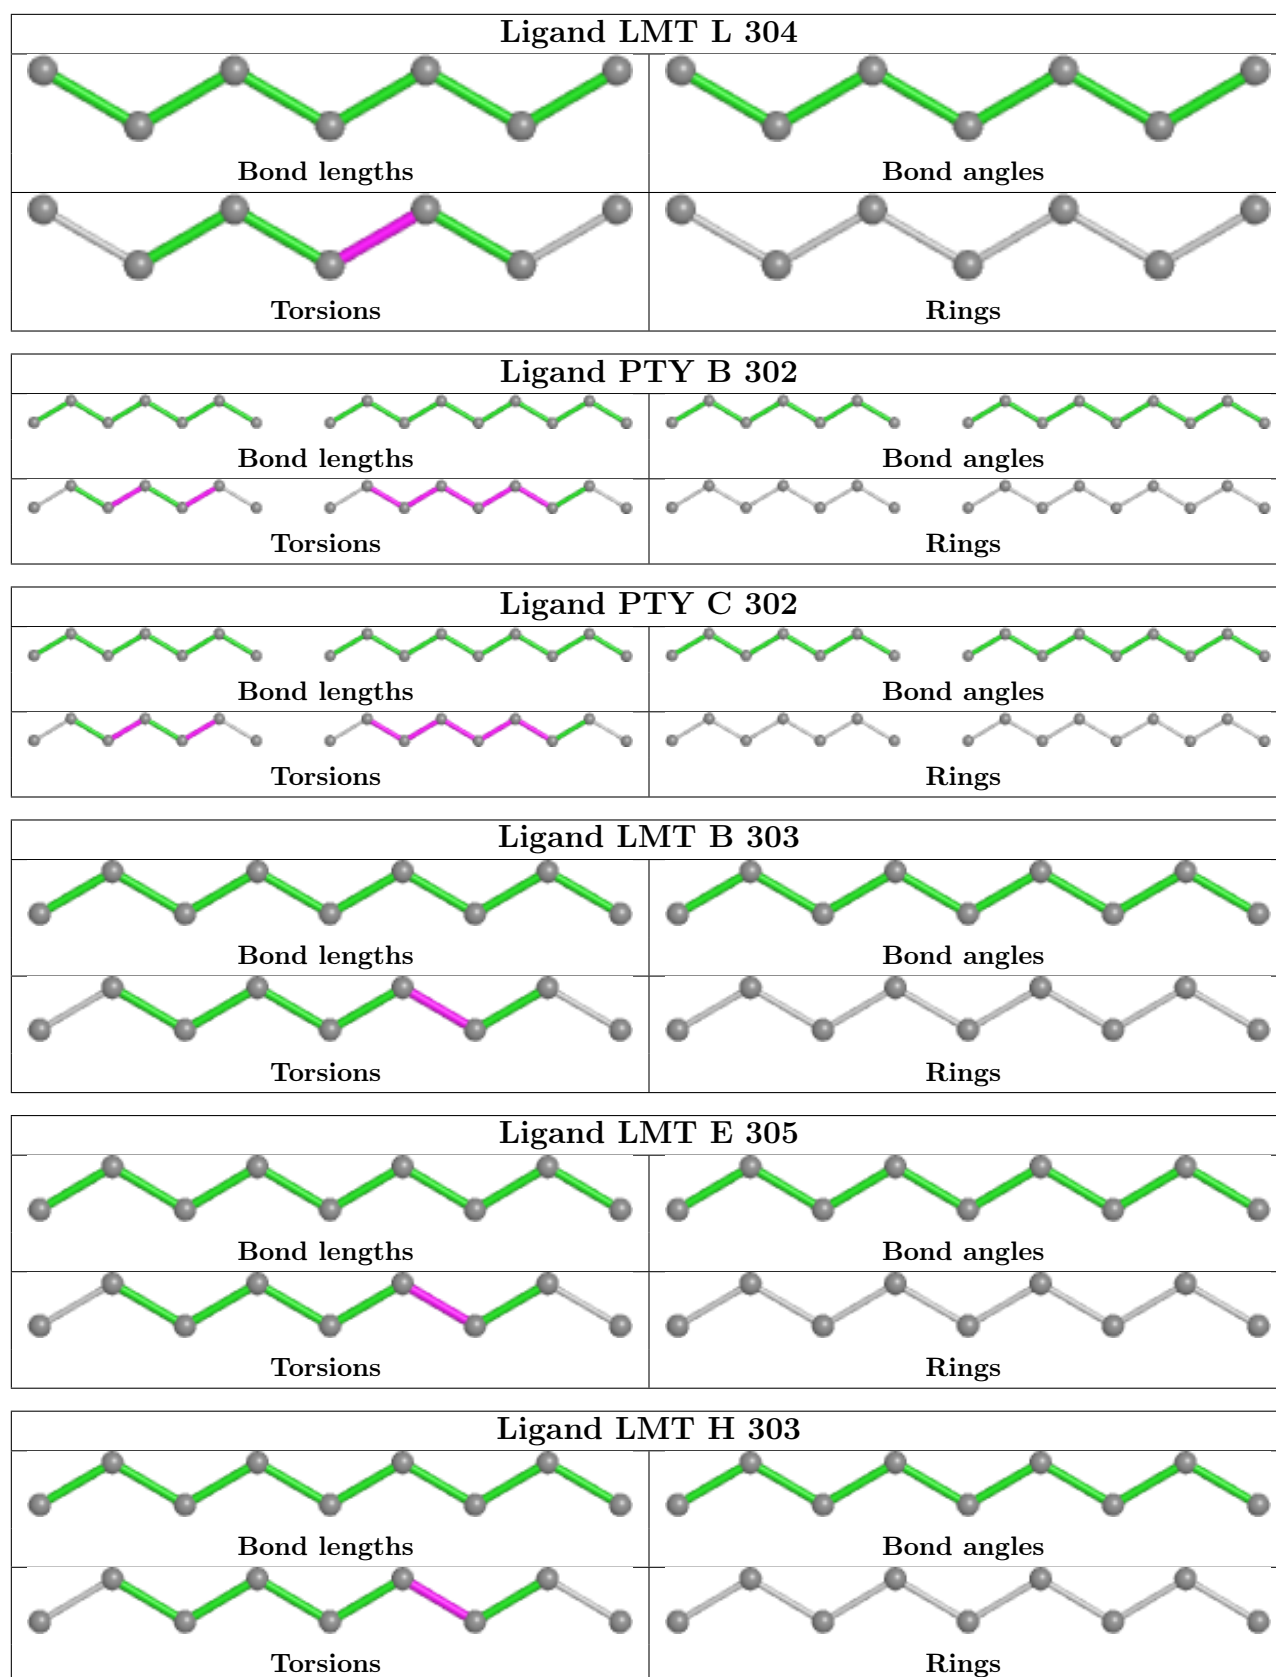 Ligand LMT L 304
Bond lengths Bond angles
Torsions Rings
Ligand PTY B 302
Bond lengths Bond angles
Torsions Rings
Ligand PTY C 302
Bond lengths Bond angles
Torsions Rings
Ligand LMT B 303
Bond lengths Bond angles
Torsions Rings
Ligand LMT E 305
Bond lengths Bond angles
Torsions Rings
Ligand LMT H 303
Bond lengths Bond angles
Torsions Rings